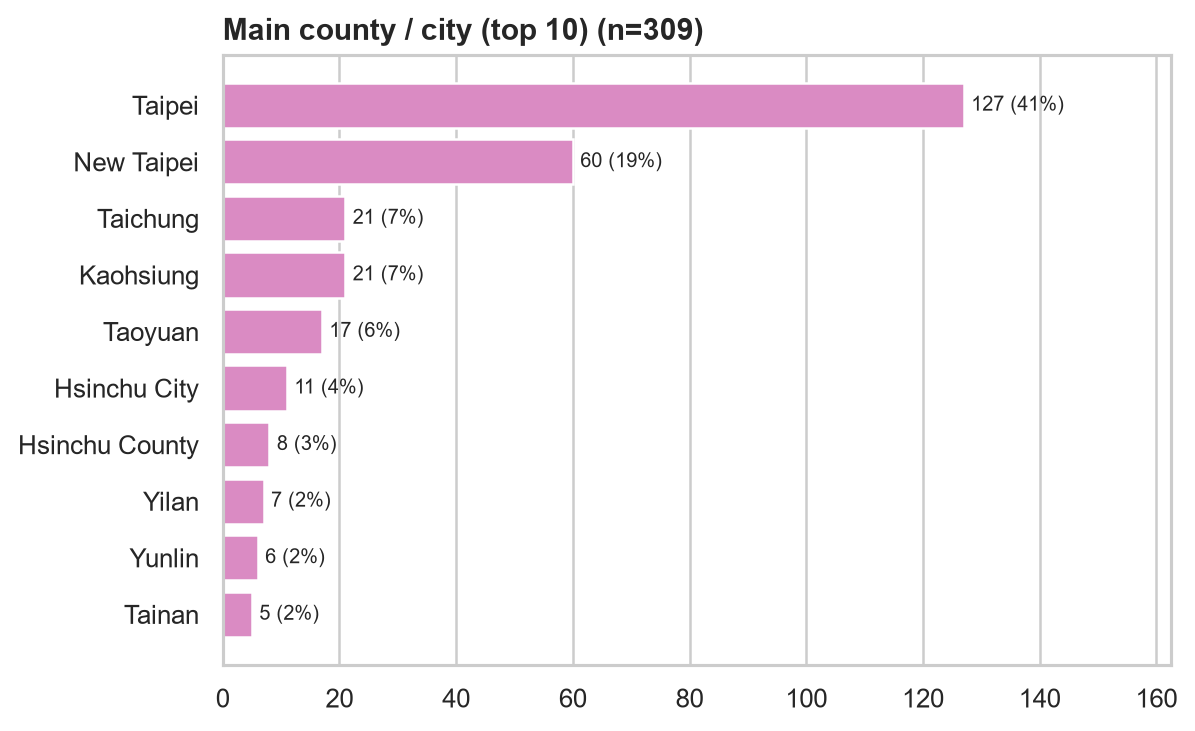 Main county / city (top 10) (n=309)
Taipei 127 (41%)
New Taipei 60 (19%)
Taichung 21 (7%)
Kaohsiung 21 (7%)
Taoyuan 17 (6%)
Hsinchu City 11 (4%)
Hsinchu County 8 (3%)
Yilan 7 (2%)
Yunlin 6 (2%)
Tainan 5 (2%)
0 20 40 60 80 100 120 140 160